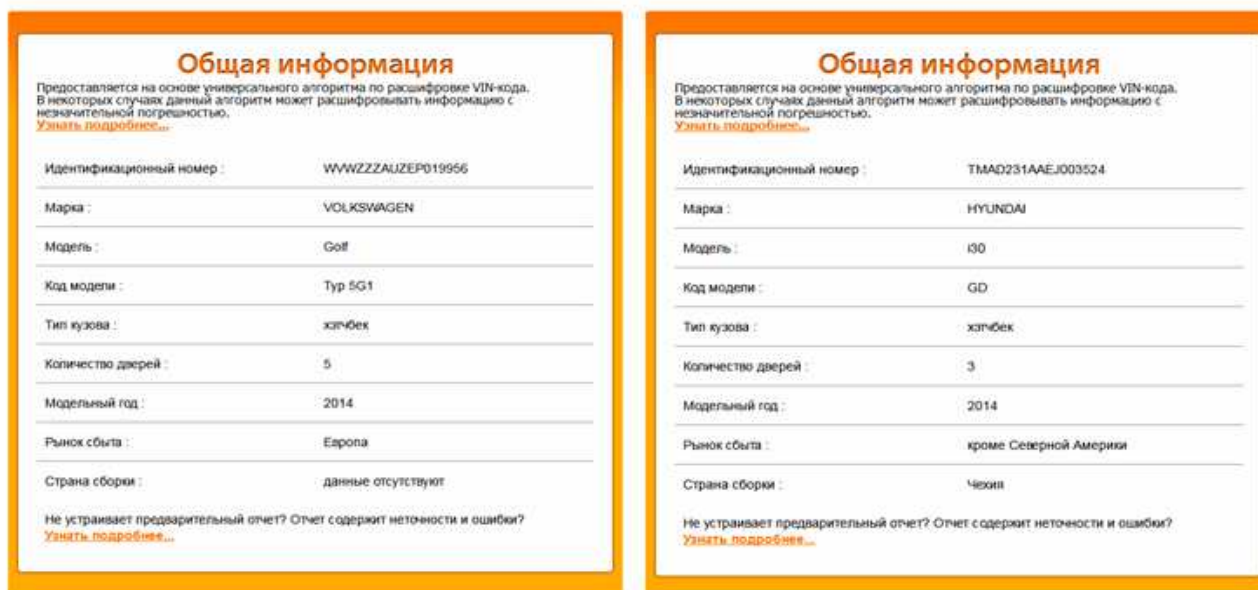 Общая информация
Предоставляется на основе универсального алгоритма по расшифровке VIN-кода.
В некоторых случаях данный алгоритм может расшифровывать информацию с
незначительной погрешностью.
Узнать подробнее...
Идентификационный номер : WVWZZZAUZEP019956
Марка : VOLKSWAGEN
Модель : Golf
Код модели : Typ 5G1
Тип кузова : хэтчбек
Количество дверей : 5
Модельный год : 2014
Рынок сбыта : Европа
Страна сборки : данные отсутствуют
Не устраивает предварительный отчет? Отчет содержит неточности и ошибки?
Узнать подробнее...
Общая информация
Предоставляется на основе универсального алгоритма по расшифровке VIN-кода.
В некоторых случаях данный алгоритм может расшифровывать информацию с
незначительной погрешностью.
Узнать подробнее...
Идентификационный номер : TMAD231AAEJ003524
Марка : HYUNDAI
Модель : I30
Код модели : GD
Тип кузова : хэтчбек
Количество дверей : 3
Модельный год : 2014
Рынок сбыта : кроме Северной Америки
Страна сборки : Чехия
Не устраивает предварительный отчет? Отчет содержит неточности и ошибки?
Узнать подробнее...